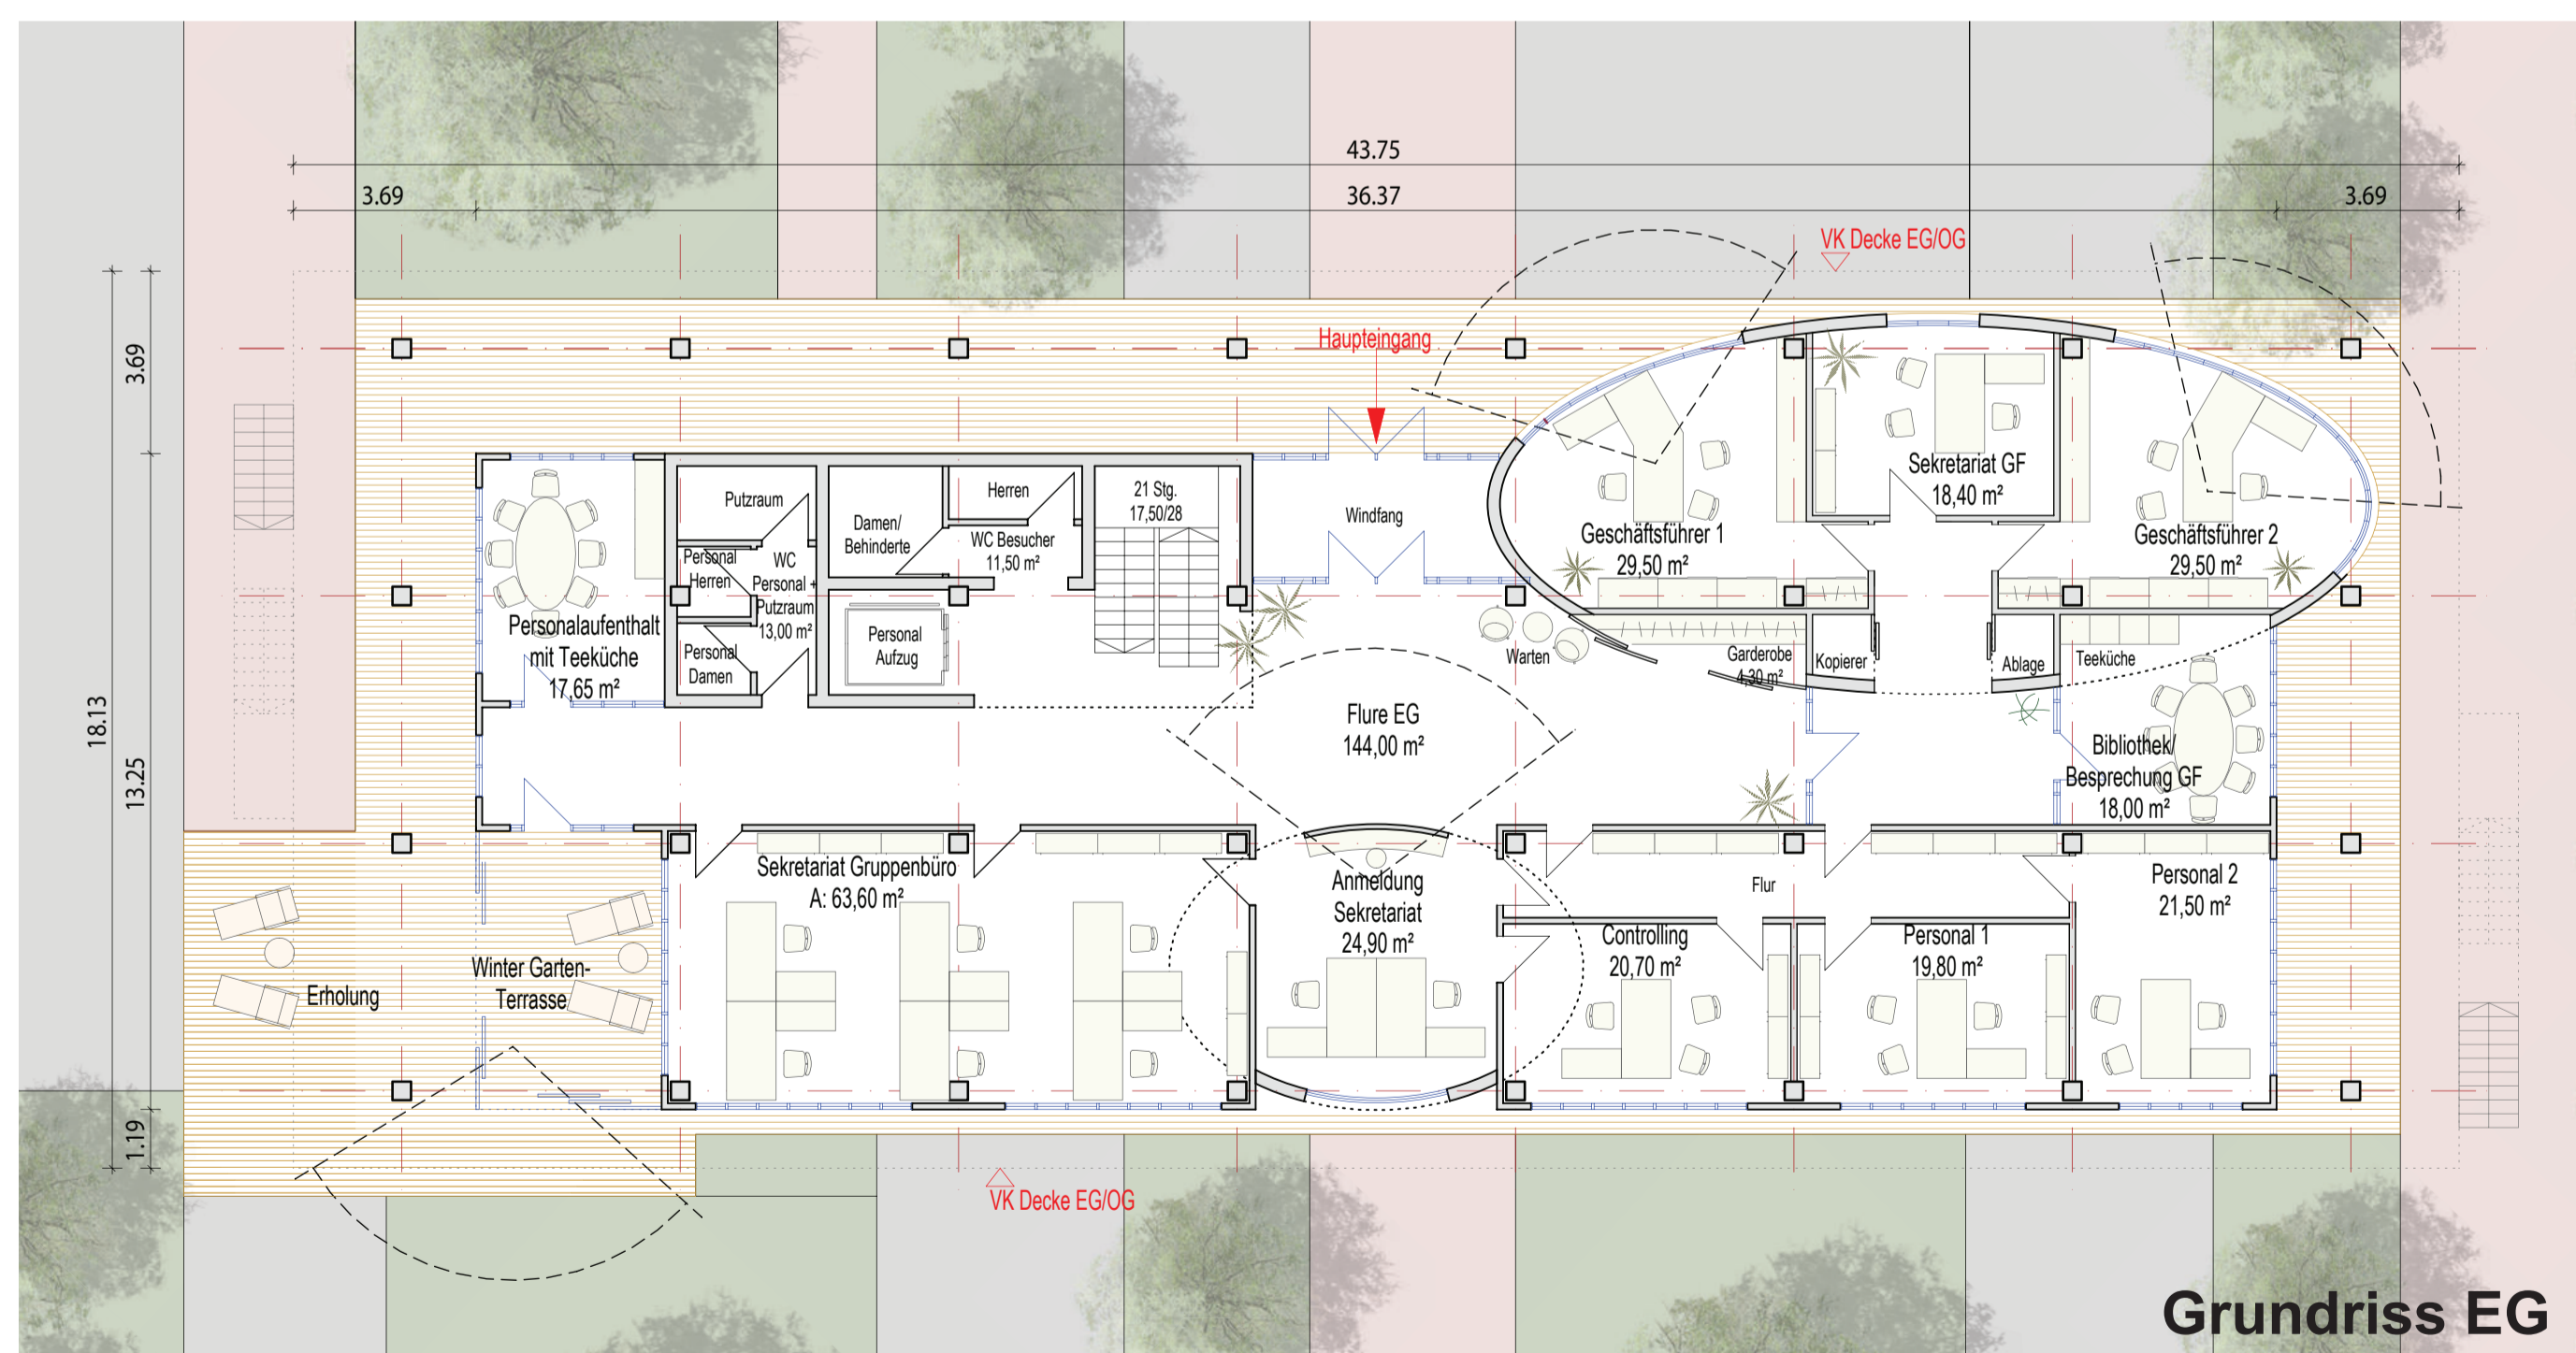 43.75
3.69
36.37
3.69
VK Decke EG/OG
Haupteingang
3.69
18.13
13.25
1.19
Putzraum
Personal
Herren
WC
Personal +
Putzraum
13,00 m²
Personal
Damen
Damen/
Behinderte
Herren
WC Besucher
11,50 m²
21 Stg.
17,50/28
Personal
Aufzug
Windfang
Personalaufenthalt
mit Teeküche
17,65 m²
Geschäftsführer 1
29,50 m²
Sekretariat GF
18,40 m²
Geschäftsführer 2
29,50 m²
Warten
Garderobe
4,30 m²
Kopierer
Ablage
Teeküche
Flure EG
144,00 m²
Bibliothek/
Besprechung GF
18,00 m²
Sekretariat Gruppenbüro
A: 63,60 m²
Anmeldung
Sekretariat
24,90 m²
Flur
Controlling
20,70 m²
Personal 1
19,80 m²
Personal 2
21,50 m²
Erholung
Winter Garten-
Terrasse
VK Decke EG/OG
Grundriss EG